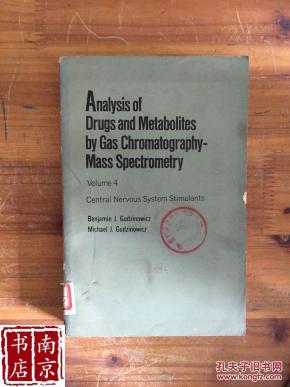 Analysis of
Drugs and Metabolites
by Gas Chromatography-
Mass Spectrometry
Volume 4
Central Nervous System Stimulants
Benjamin J. Gudzinowicz
Michael J. Gudzinowicz
南京
书店
孔夫子旧书网